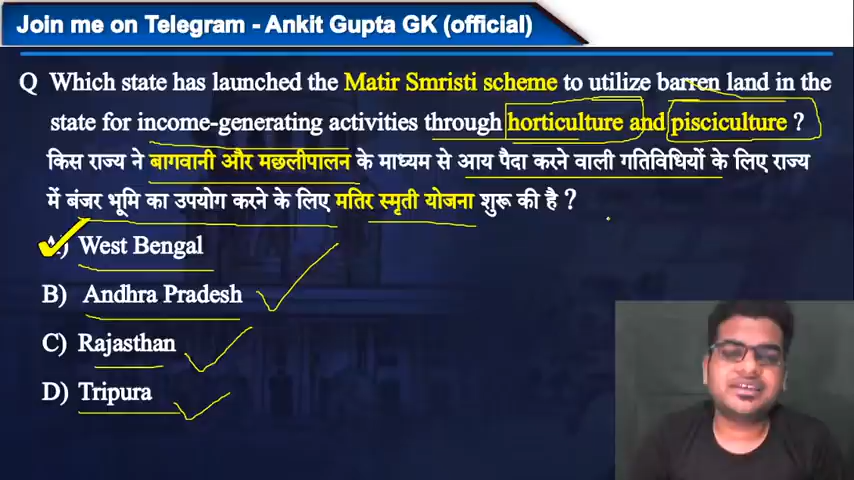 Join me on Telegram - Ankit Gupta GK (official)
Q Which state has launched the Matir Smristi scheme to utilize barren land in the
state for income-generating activities through horticulture and pisciculture ?
किस राज्य ने बागवानी और मछलीपालन के माध्यम से आय पैदा करने वाली गतिविधियों के लिए राज्य
में बंजर भूमि का उपयोग करने के लिए मतिर स्मृती योजना शुरू की है ?
A) West Bengal
B) Andhra Pradesh
C) Rajasthan
D) Tripura